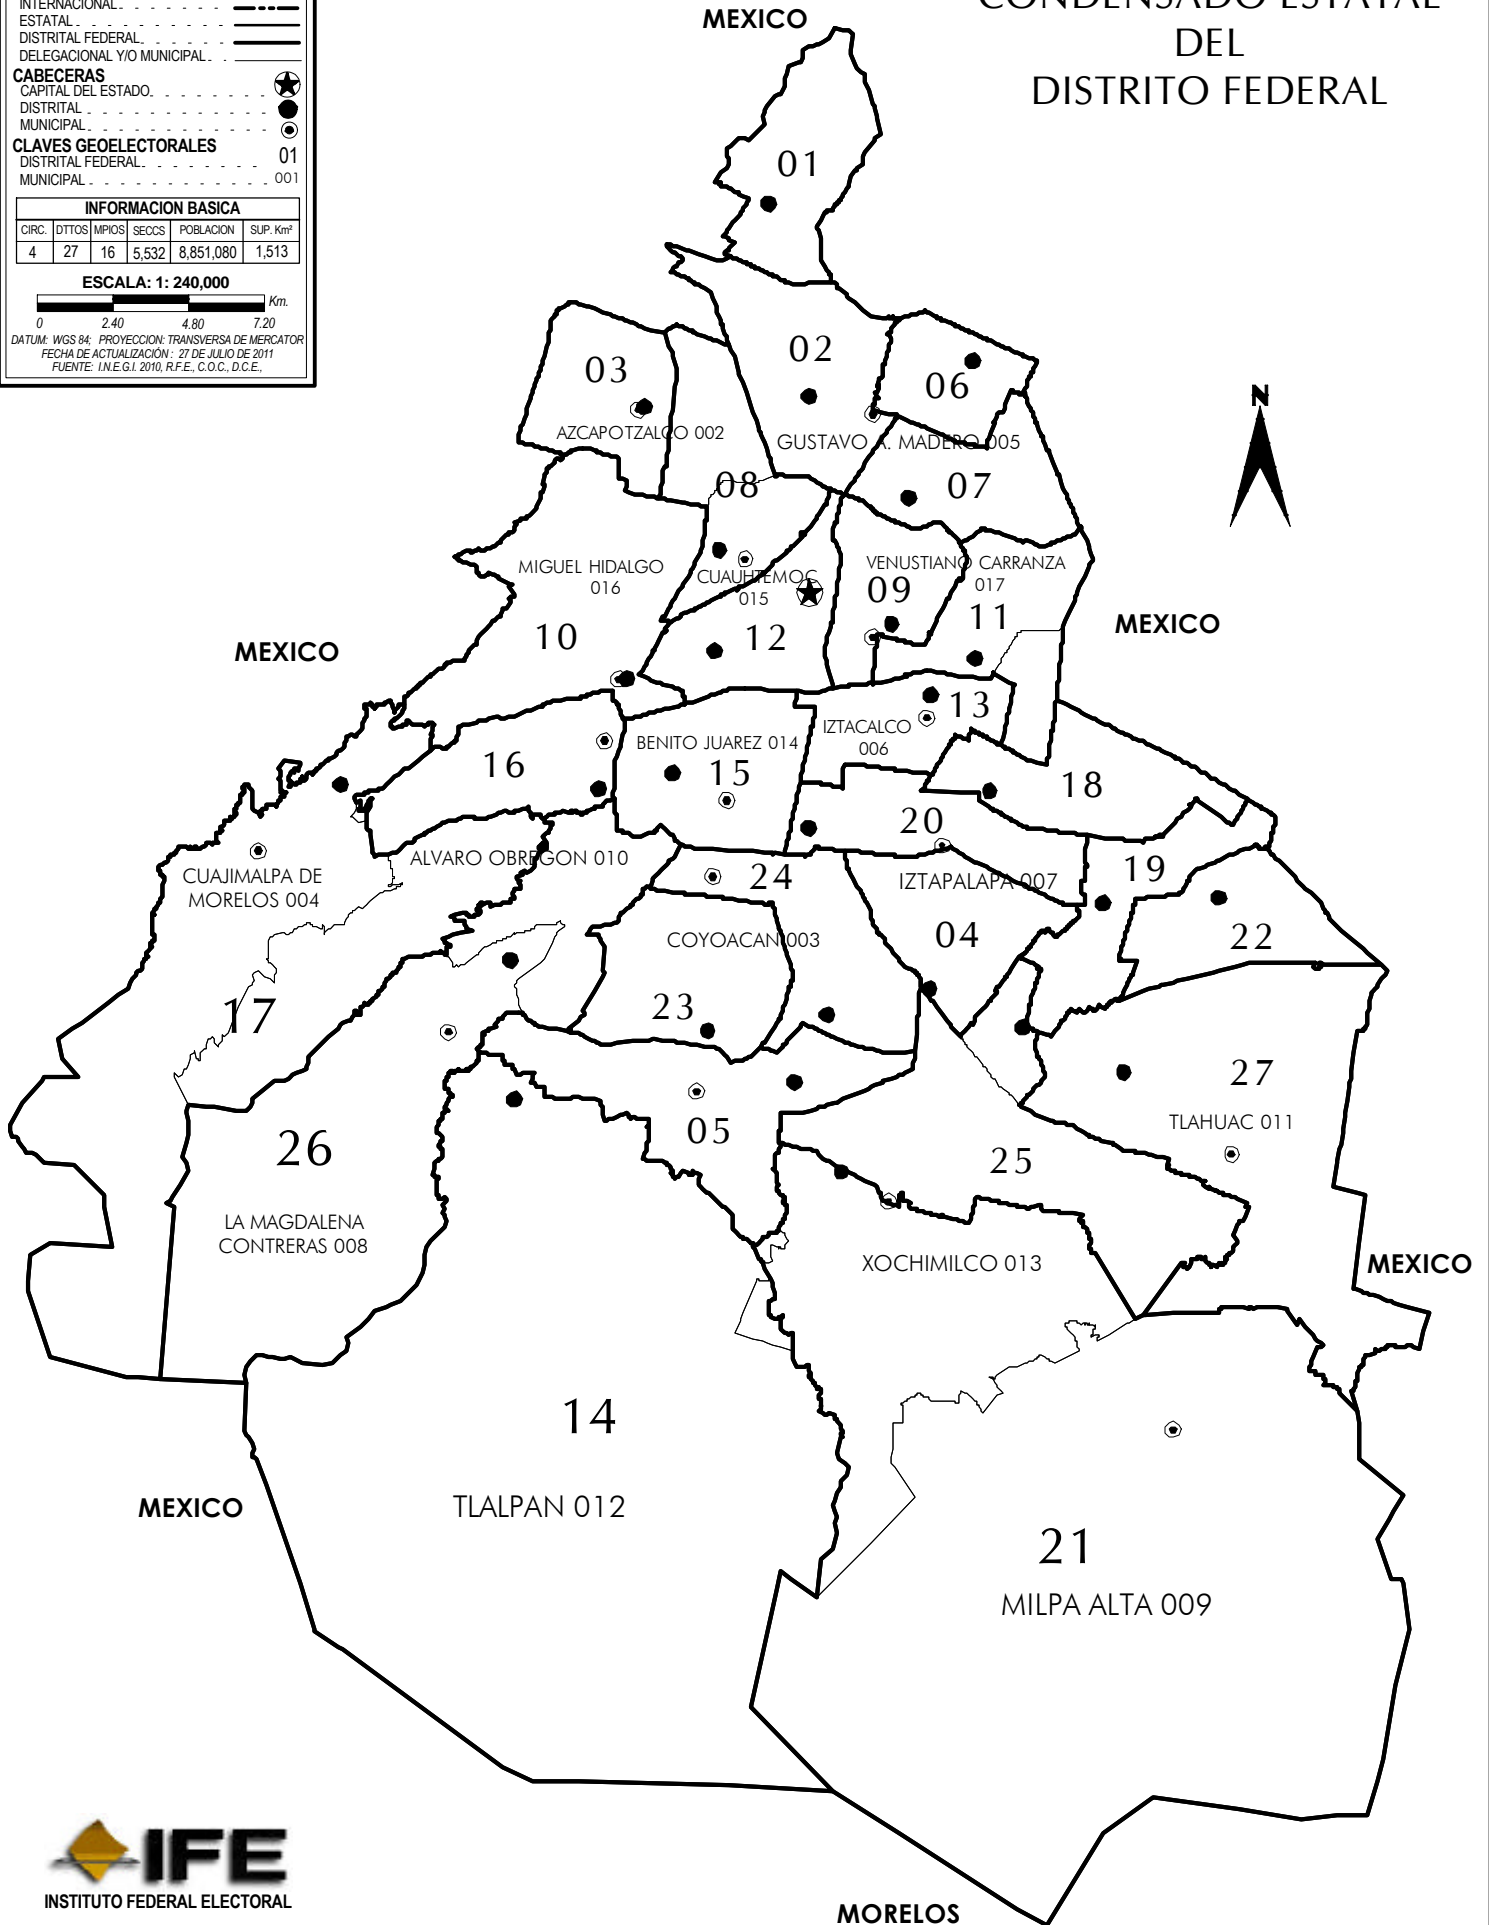 INTERNACIONAL
ESTATAL
DISTRITAL FEDERAL
DELEGACIONAL Y/O MUNICIPAL
CABECERAS
CAPITAL DEL ESTADO
DISTRITAL
MUNICIPAL
CLAVES GEOELECTORALES
DISTRITAL FEDERAL 01
MUNICIPAL 001
INFORMACION BASICA
CIRC. DTTOS MPIOS SECCS POBLACION SUP. Km²
4 27 16 5,532 8,851,080 1,513
ESCALA: 1: 240,000
Km.
0 2.40 4.80 7.20
DATUM: WGS 84; PROYECCION: TRANSVERSA DE MERCATOR
FECHA DE ACTUALIZACIÓN : 27 DE JULIO DE 2011
FUENTE: I.N.E.G.I. 2010, R.F.E., C.O.C., D.C.E.,
CONDENSADO ESTATAL
DEL
DISTRITO FEDERAL
MEXICO
01
02
03
06
N
AZCAPOTZALCO 002
GUSTAVO A. MADERO 005
08
07
MIGUEL HIDALGO
016
CUAUHTEMOC
015
VENUSTIANO CARRANZA
017
09
11
10
12
MEXICO
MEXICO
13
IZTACALCO
006
BENITO JUAREZ 014
16
15
18
20
ALVARO OBREGON 010
CUAJIMALPA DE
MORELOS 004
24
IZTAPALAPA 007
19
COYOACAN 003
04
22
17
23
27
TLAHUAC 011
05
26
25
LA MAGDALENA
CONTRERAS 008
XOCHIMILCO 013
MEXICO
14
TLALPAN 012
MEXICO
21
MILPA ALTA 009
IFE
INSTITUTO FEDERAL ELECTORAL
MORELOS